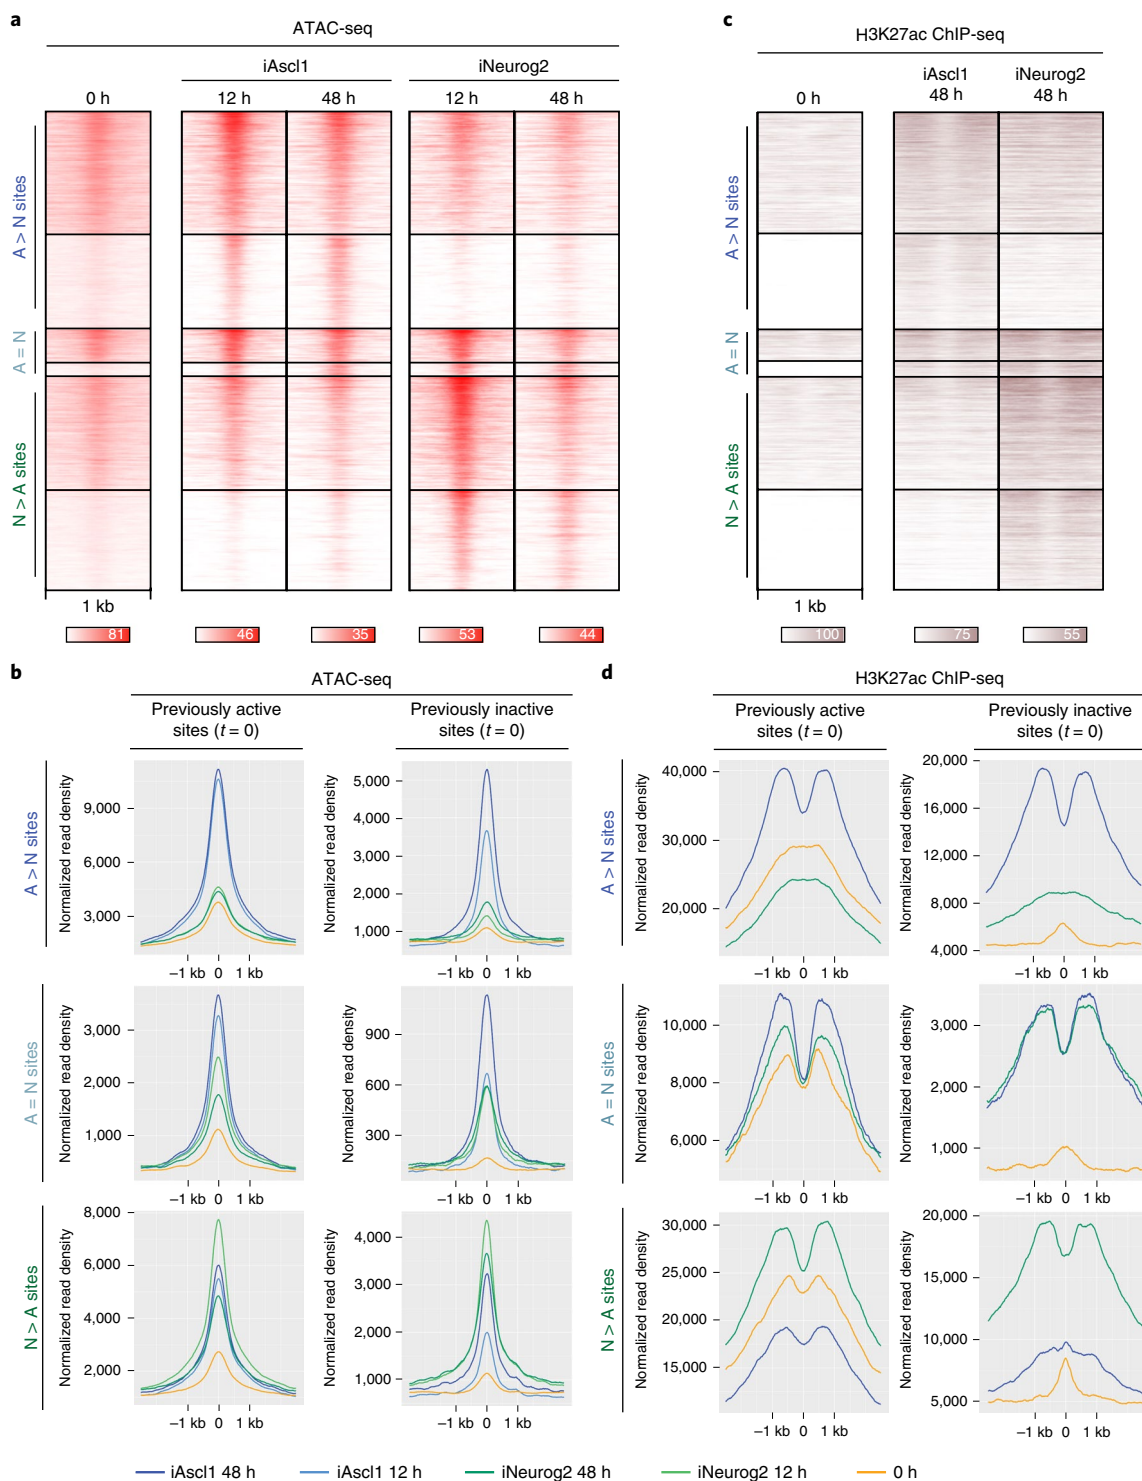 a
ATAC-seq
iAscl1
iNeurog2
0 h
12 h
48 h
12 h
48 h
A > N sites
A = N
N > A sites
1 kb
81
46
35
53
44
c
H3K27ac ChIP-seq
0 h
iAscl1
48 h
iNeurog2
48 h
A > N sites
A = N
N > A sites
1 kb
100
75
55
b
ATAC-seq
Previously active
sites (t = 0)
Previously inactive
sites (t = 0)
A > N sites
Normalized read density
9,000
6,000
3,000
–1 kb 0 1 kb
Normalized read density
5,000
4,000
3,000
2,000
1,000
–1 kb 0 1 kb
A = N sites
Normalized read density
3,000
2,000
1,000
–1 kb 0 1 kb
Normalized read density
900
600
300
–1 kb 0 1 kb
N > A sites
Normalized read density
8,000
6,000
4,000
2,000
–1 kb 0 1 kb
Normalized read density
4,000
3,000
2,000
1,000
–1 kb 0 1 kb
d
H3K27ac ChIP-seq
Previously active
sites (t = 0)
Previously inactive
sites (t = 0)
A > N sites
Normalized read density
40,000
30,000
20,000
–1 kb 0 1 kb
Normalized read density
20,000
16,000
12,000
8,000
4,000
–1 kb 0 1 kb
A = N sites
Normalized read density
10,000
8,000
6,000
–1 kb 0 1 kb
Normalized read density
3,000
2,000
1,000
–1 kb 0 1 kb
N > A sites
Normalized read density
30,000
25,000
20,000
15,000
–1 kb 0 1 kb
Normalized read density
20,000
15,000
10,000
5,000
–1 kb 0 1 kb
iAscl1 48 h
iAscl1 12 h
iNeurog2 48 h
iNeurog2 12 h
0 h